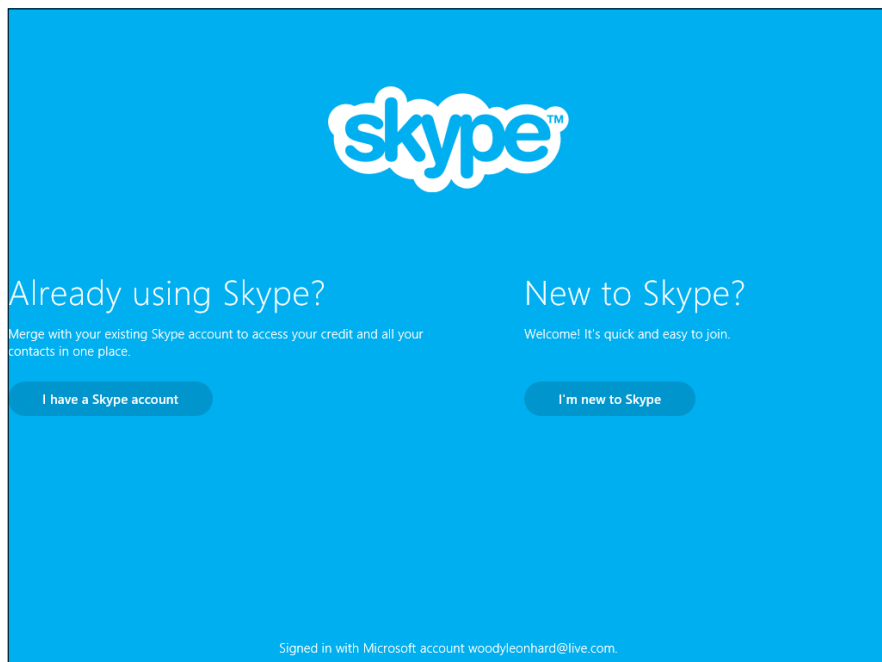 skype™
Already using Skype?
Merge with your existing Skype account to access your credit and all your
contacts in one place.
I have a Skype account
New to Skype?
Welcome! It's quick and easy to join.
I'm new to Skype
Signed in with Microsoft account woodyleonhard@live.com.